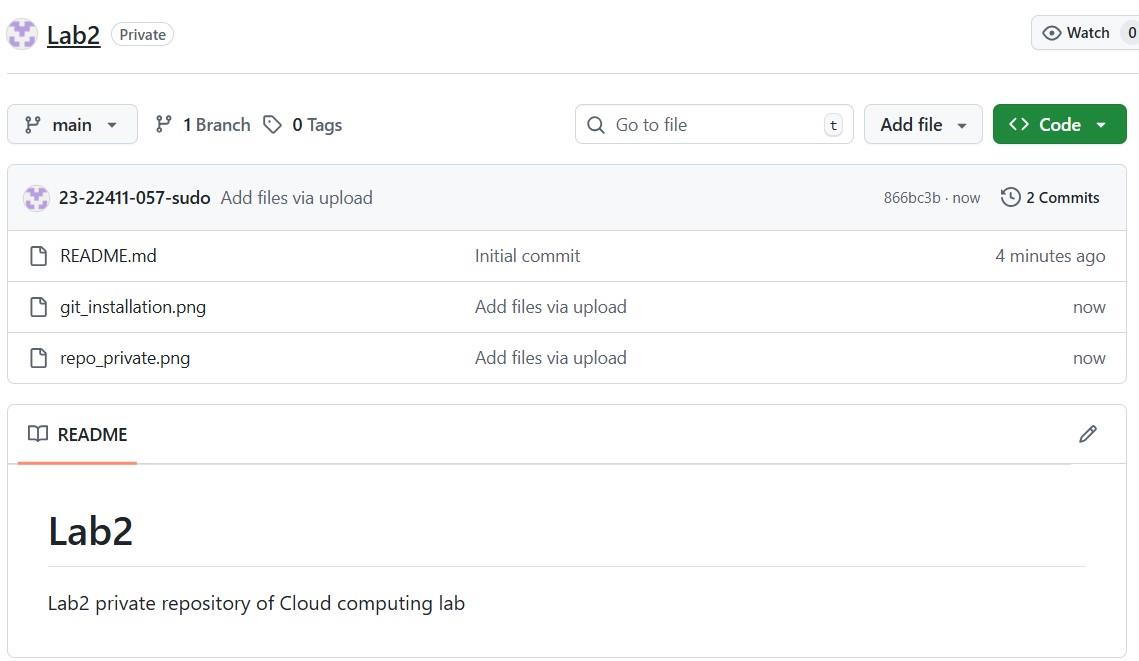 Lab2 Private Watch 0
main 1 Branch 0 Tags Go to file t Add file Code
23-22411-057-sudo Add files via upload 866bc3b · now 2 Commits
README.md Initial commit 4 minutes ago
git_installation.png Add files via upload now
repo_private.png Add files via upload now
README
Lab2
Lab2 private repository of Cloud computing lab